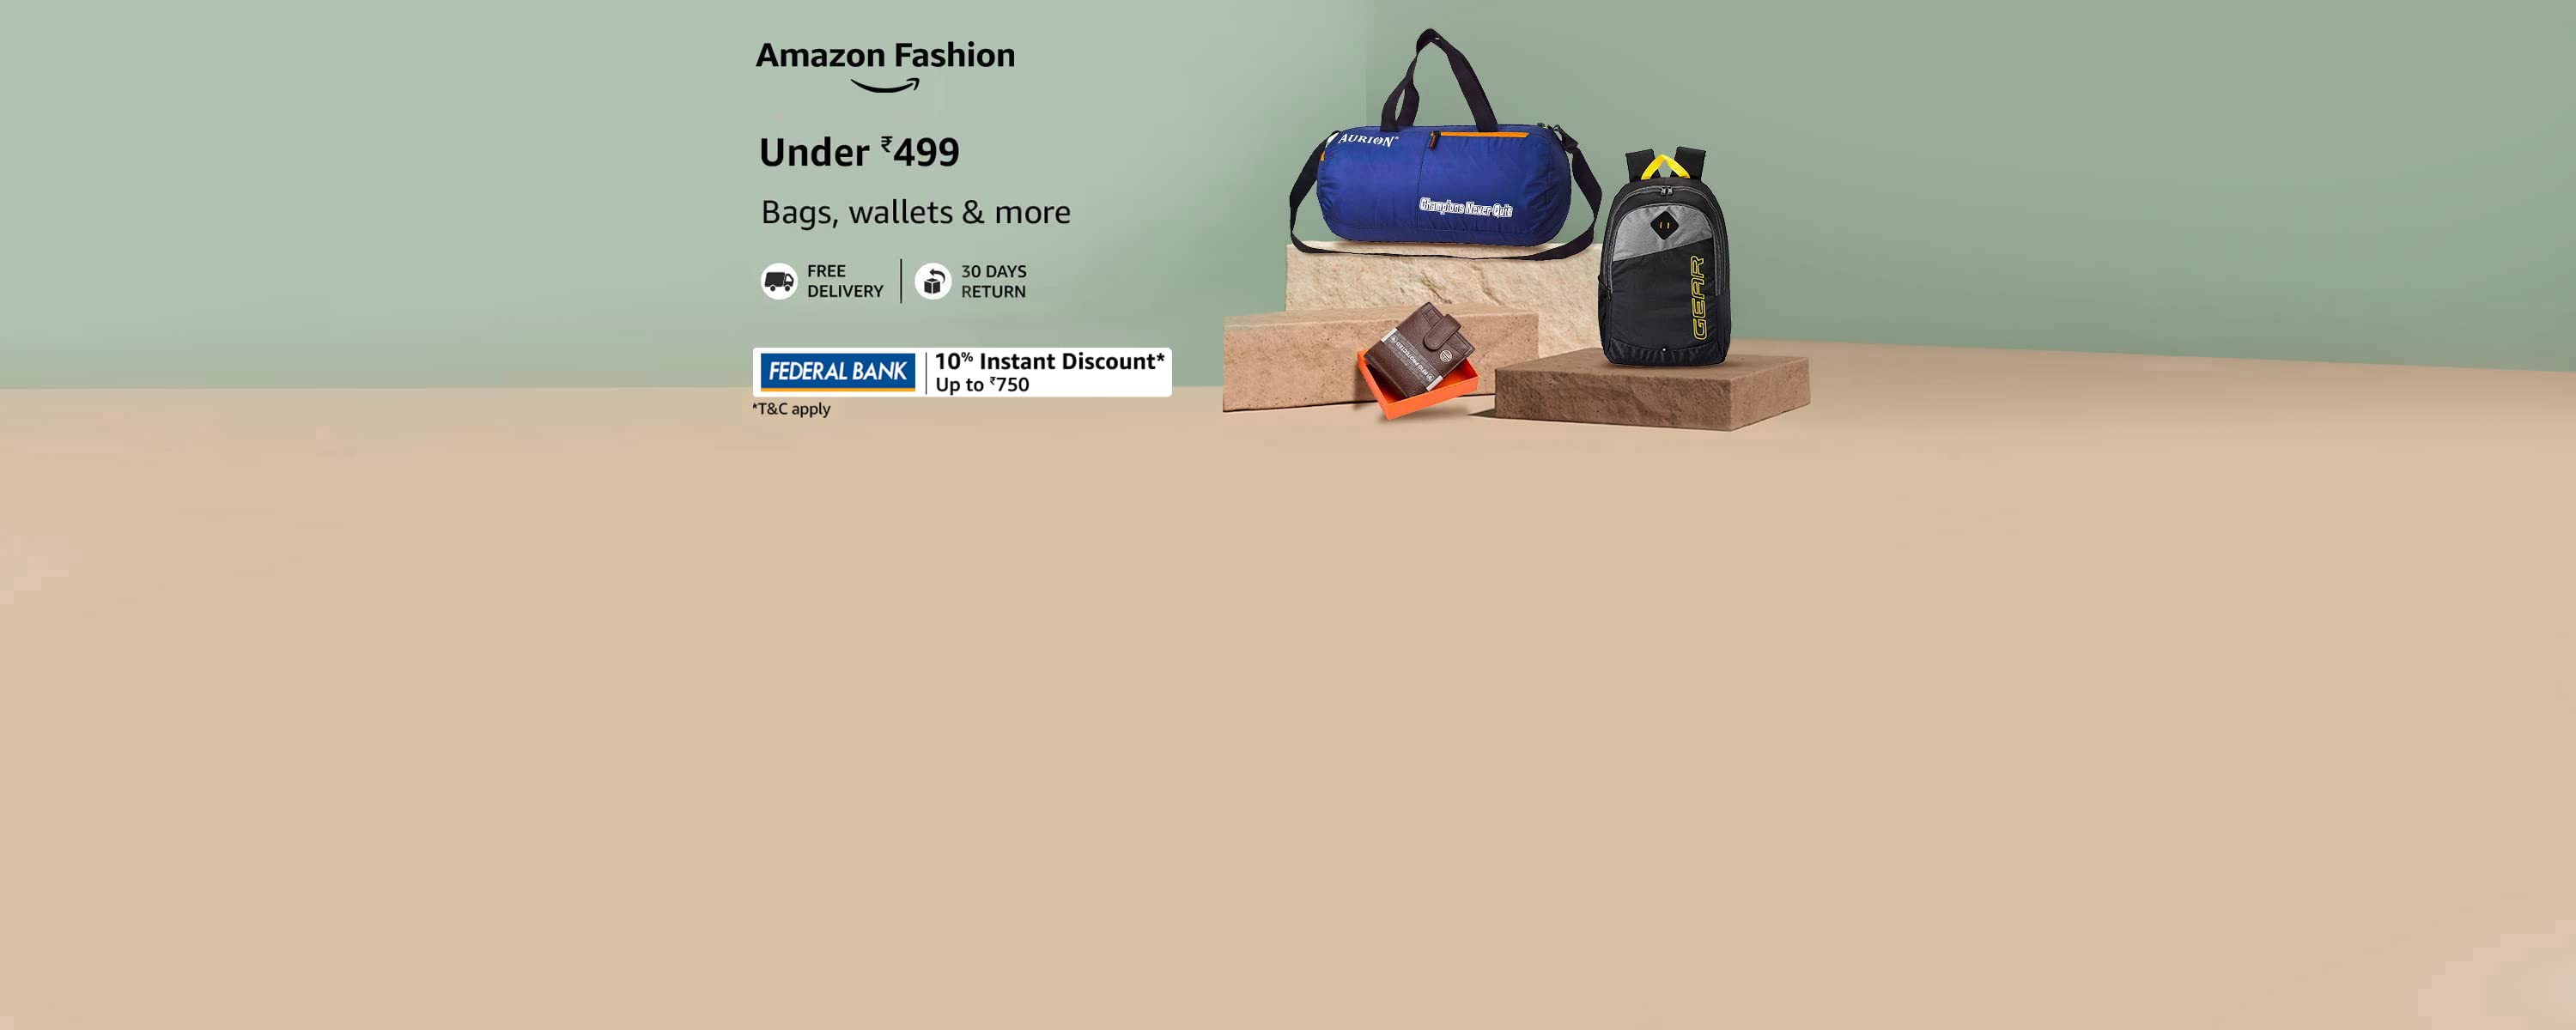 Amazon Fashion
Under ₹499
Bags, wallets & more
FREE
DELIVERY
30 DAYS
RETURN
FEDERAL BANK
10% Instant Discount*
Up to ₹750
*T&C apply
AURION®
Champions Never Quit
GEAR
PROTECTED